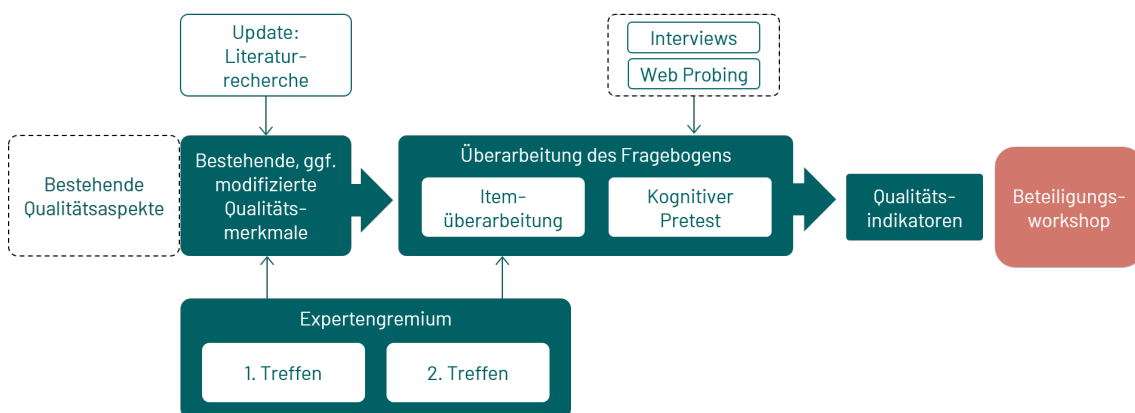 Update:
Literatur-
recherche
Interviews
Web Probing
Bestehende
Qualitätsaspekte
Bestehende, ggf.
modifizierte
Qualitäts-
merkmale
Überarbeitung des Fragebogens
Item-
überarbeitung
Kognitiver
Pretest
Qualitäts-
indikatoren
Beteiligungs-
workshop
Expertengremium
1. Treffen
2. Treffen